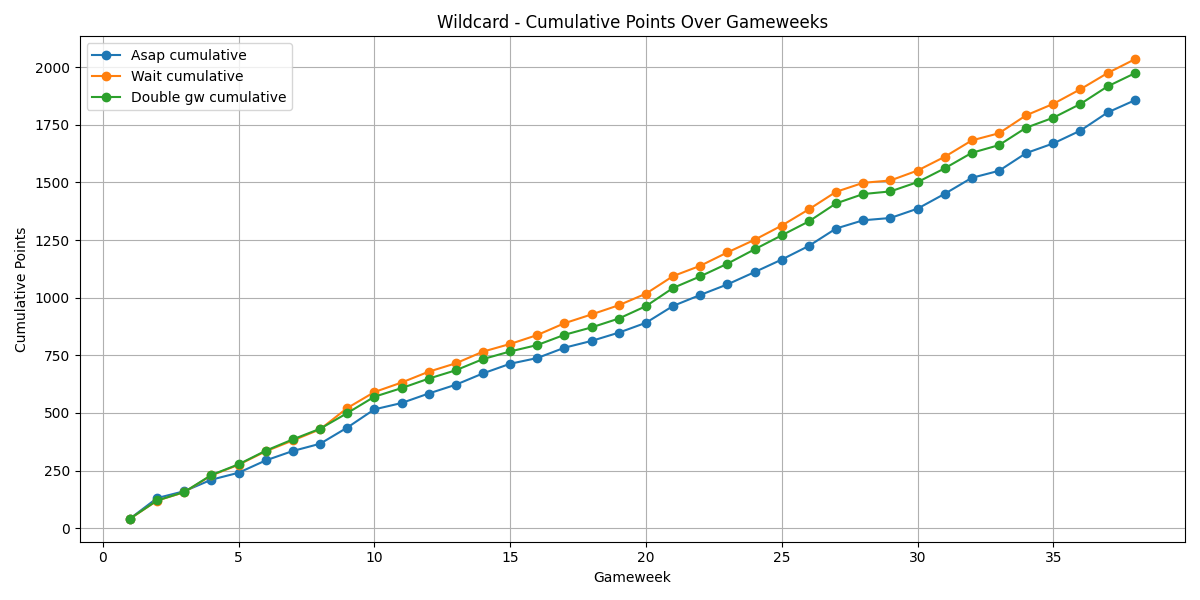 Wildcard - Cumulative Points Over Gameweeks
Asap cumulative
Wait cumulative
Double gw cumulative
Cumulative Points
2000
1750
1500
1250
1000
750
500
250
0
0 5 10 15 20 25 30 35
Gameweek